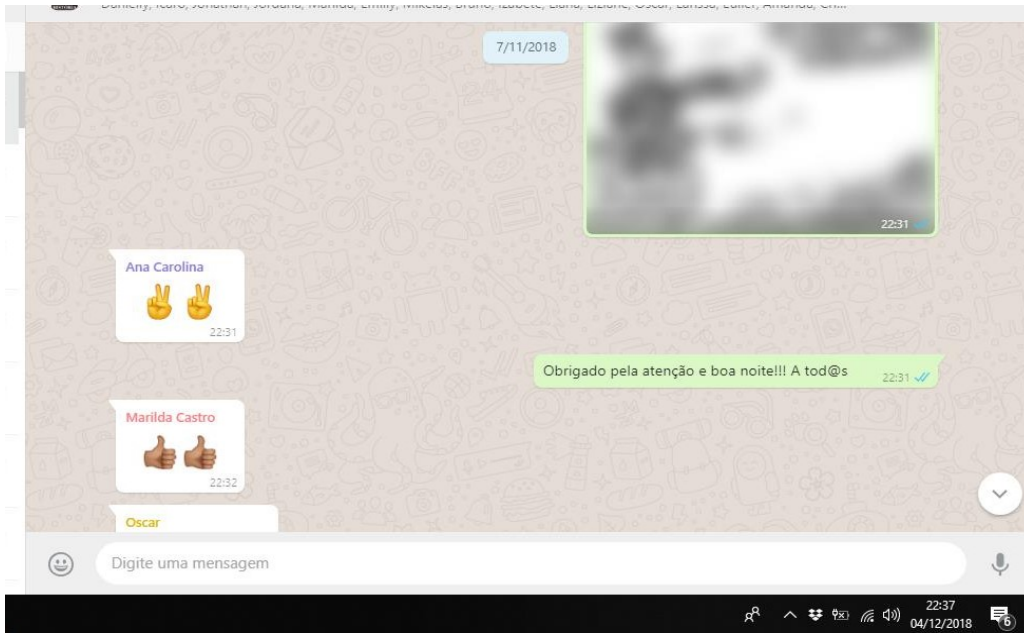 7/11/2018
22:31
Ana Carolina
22:31
Obrigado pela atenção e boa noite!!! A tod@s
22:31
Marilda Castro
22:32
Oscar
Digite uma mensagem
22:37
04/12/2018
6